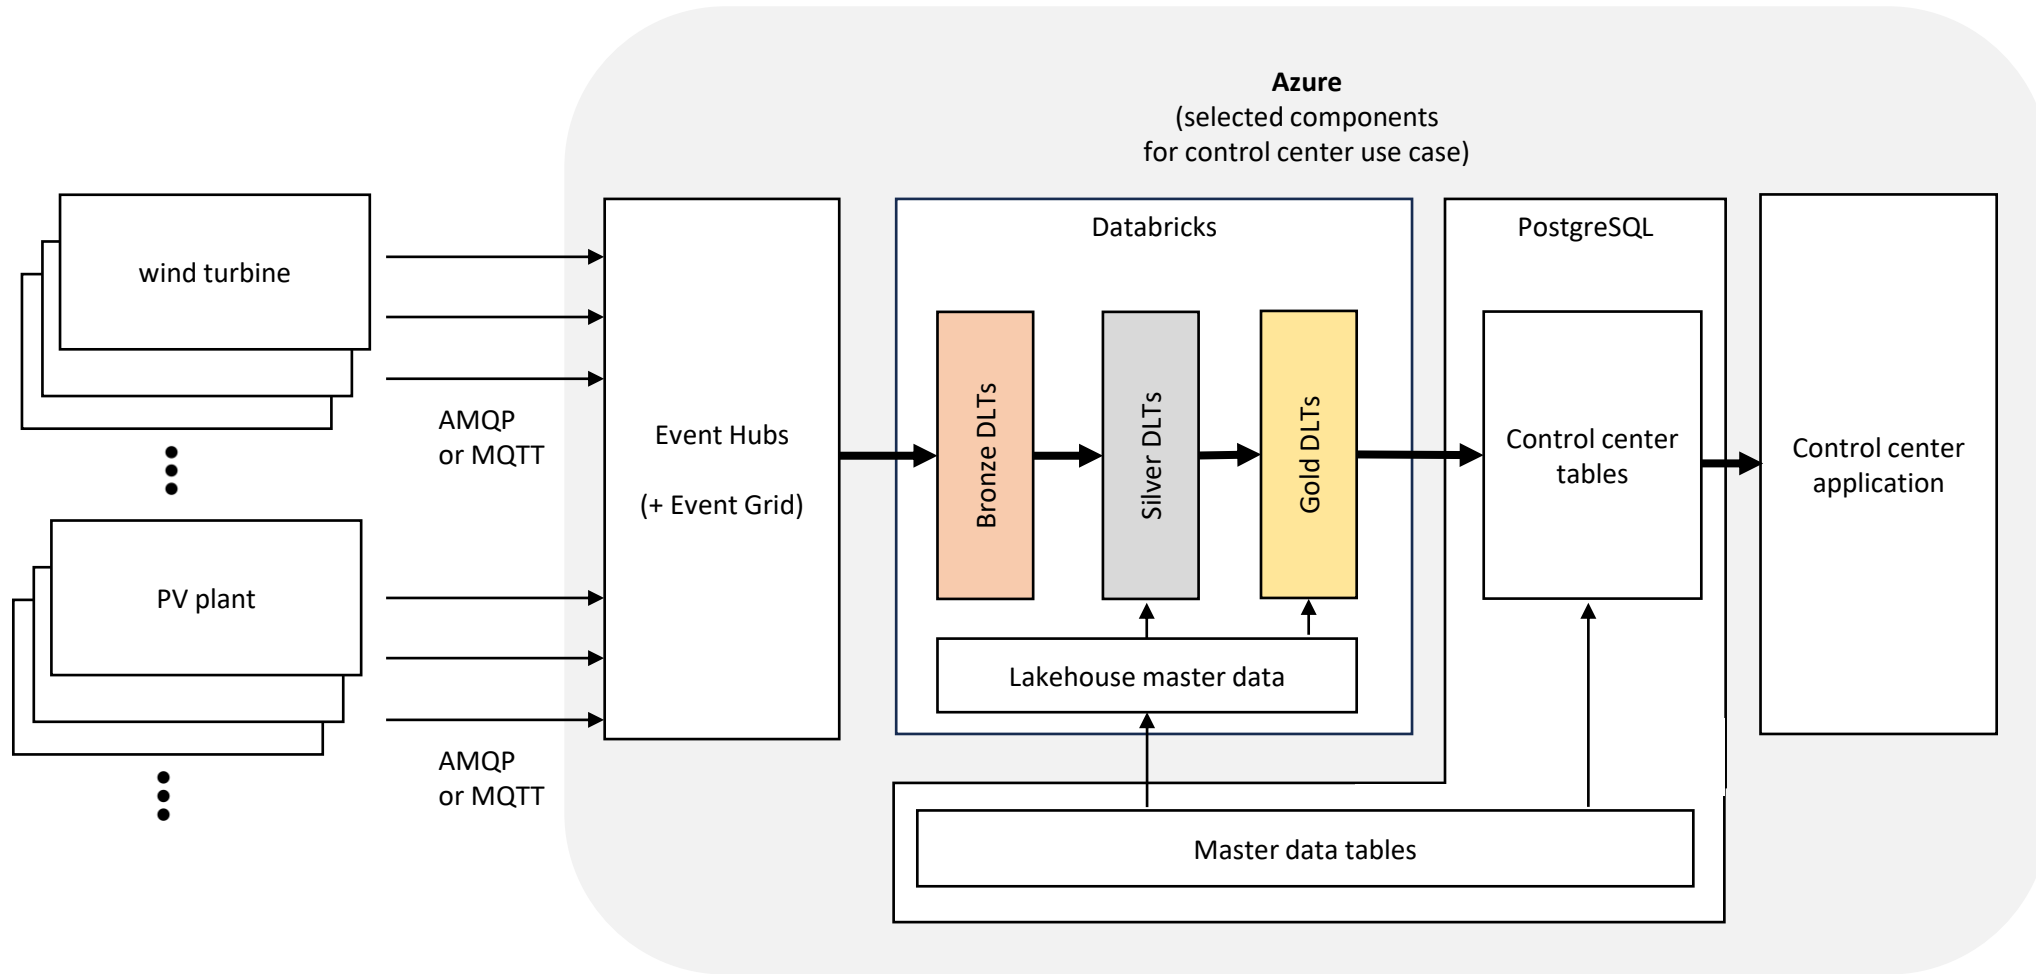 Azure
(selected components
for control center use case)
wind turbine
AMQP
or MQTT
PV plant
AMQP
or MQTT
Event Hubs
(+ Event Grid)
Databricks
Bronze DLTs
Silver DLTs
Gold DLTs
Lakehouse master data
PostgreSQL
Control center
tables
Master data tables
Control center
application